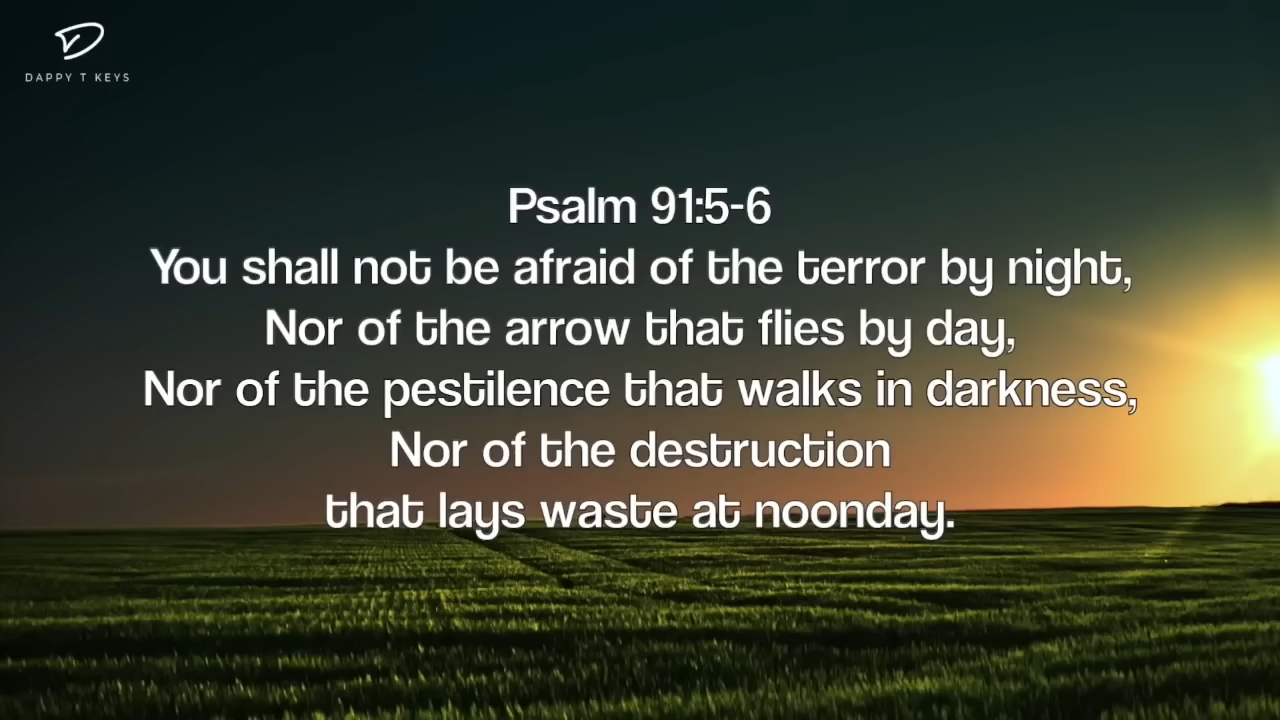 DAPPY T KEYS
Psalm 91:5-6
You shall not be afraid of the terror by night,
Nor of the arrow that flies by day,
Nor of the pestilence that walks in darkness,
Nor of the destruction
that lays waste at noonday.